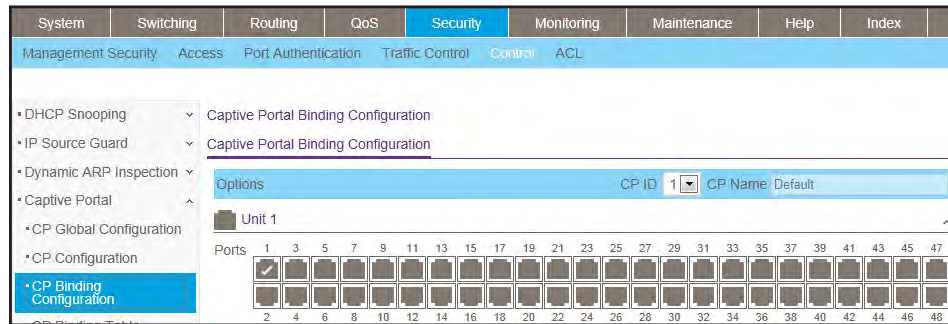 System Switching Routing QoS Security Monitoring Maintenance Help Index
Management Security Access Port Authentication Traffic Control Control ACL
DHCP Snooping
IP Source Guard
Dynamic ARP Inspection
Captive Portal
CP Global Configuration
CP Configuration
CP Binding
Configuration
CP Binding Table
Captive Portal Binding Configuration
Captive Portal Binding Configuration
Options CP ID 1 CP Name Default
Unit 1
Ports 1 3 5 7 9 11 13 15 17 19 21 23 25 27 29 31 33 35 37 39 41 43 45 47
2 4 6 8 10 12 14 16 18 20 22 24 26 28 30 32 34 36 38 40 42 44 46 48